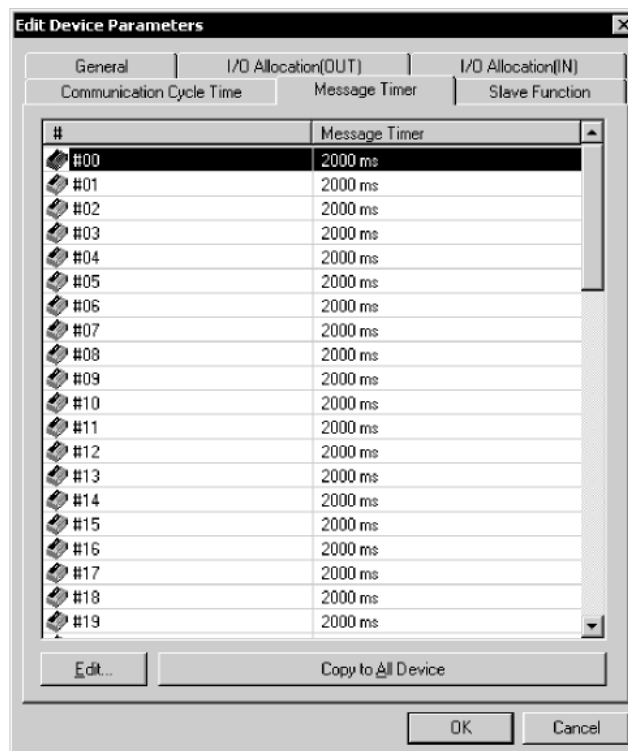 Edit Device Parameters
General I/O Allocation(OUT) I/O Allocation(IN)
Communication Cycle Time Message Timer Slave Function
# Message Timer
#00 2000 ms
#01 2000 ms
#02 2000 ms
#03 2000 ms
#04 2000 ms
#05 2000 ms
#06 2000 ms
#07 2000 ms
#08 2000 ms
#09 2000 ms
#10 2000 ms
#11 2000 ms
#12 2000 ms
#13 2000 ms
#14 2000 ms
#15 2000 ms
#16 2000 ms
#17 2000 ms
#18 2000 ms
#19 2000 ms
Edit... Copy to All Device
OK Cancel